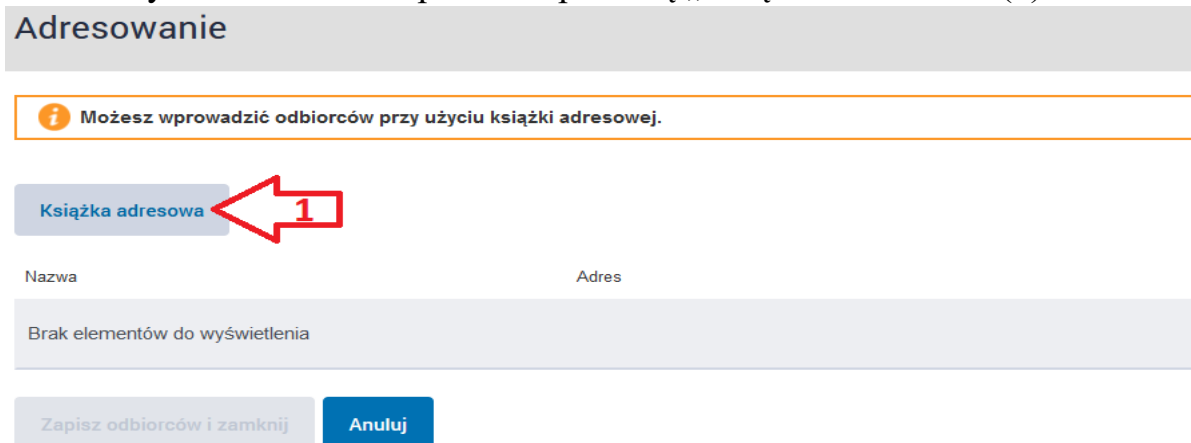 Adresowanie
Możesz wprowadzić odbiorców przy użyciu książki adresowej.
Książka adresowa
1
Nazwa Adres
Brak elementów do wyświetlenia
Zapisz odbiorców i zamknij Anuluj